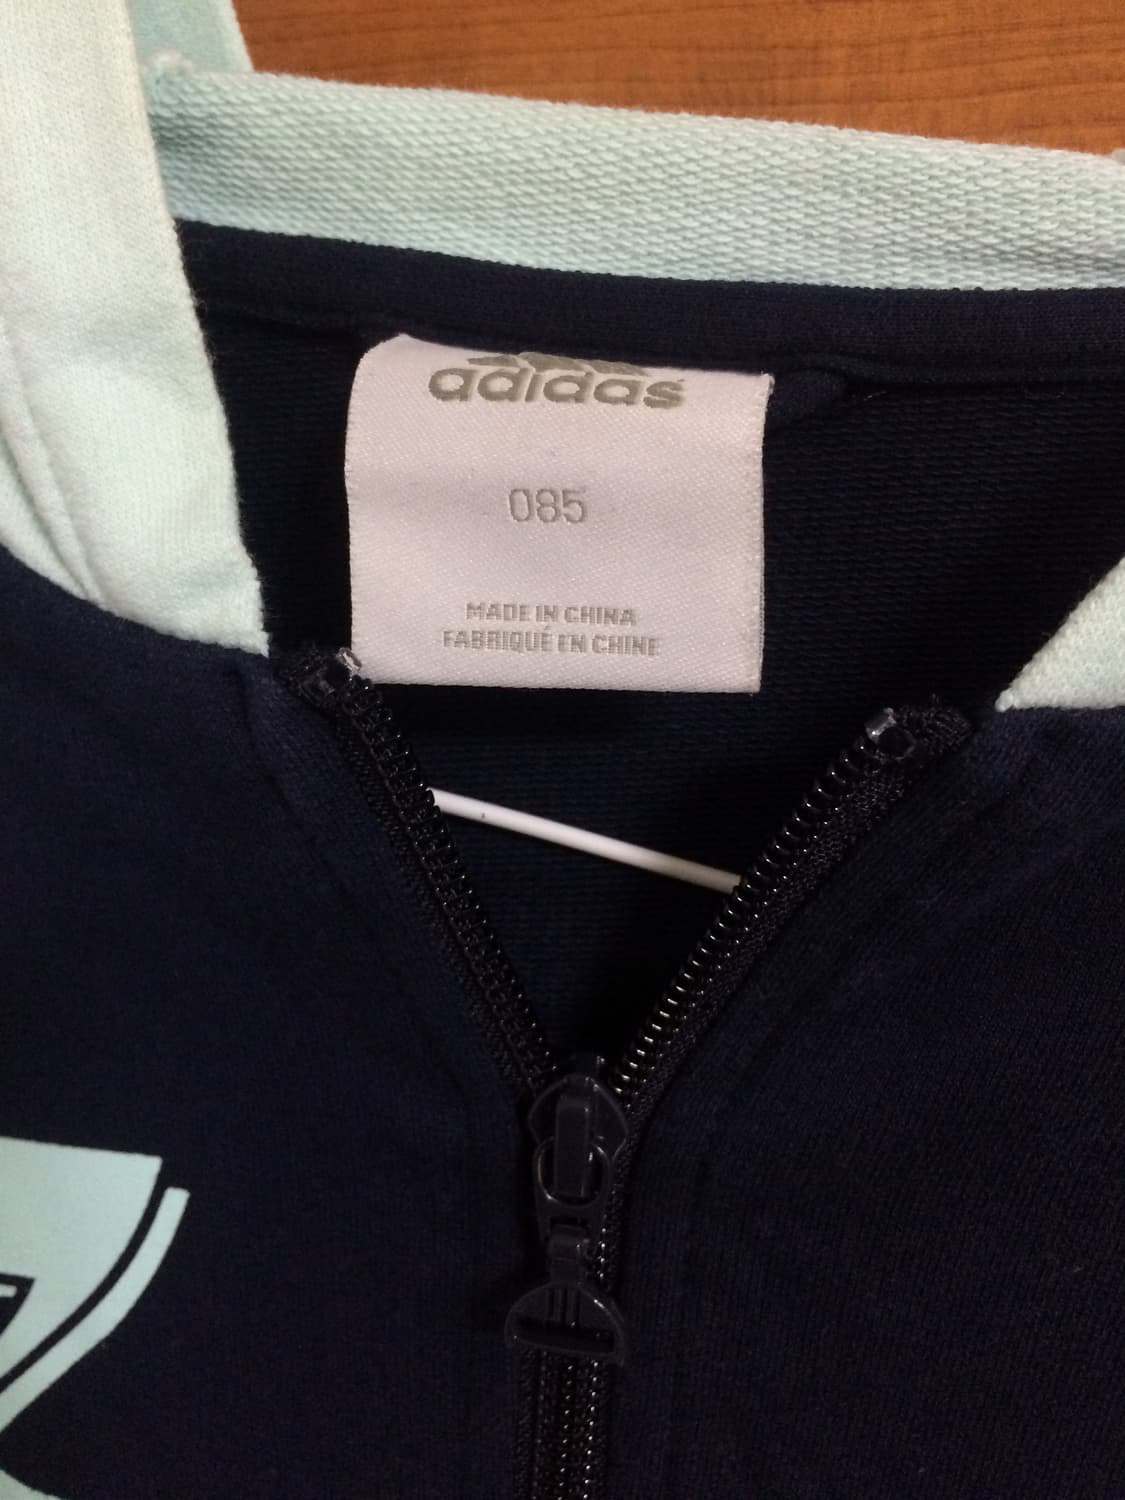 adidas
085
MADE IN CHINA
FABRIQUÉ EN CHINE